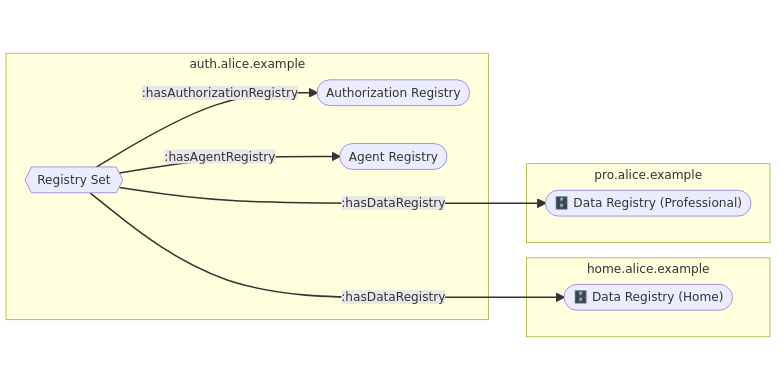 auth.alice.example
:hasAuthorizationRegistry
Authorization Registry
:hasAgentRegistry
Agent Registry
Registry Set
:hasDataRegistry
pro.alice.example
🗄️ Data Registry (Professional)
:hasDataRegistry
home.alice.example
🗄️ Data Registry (Home)